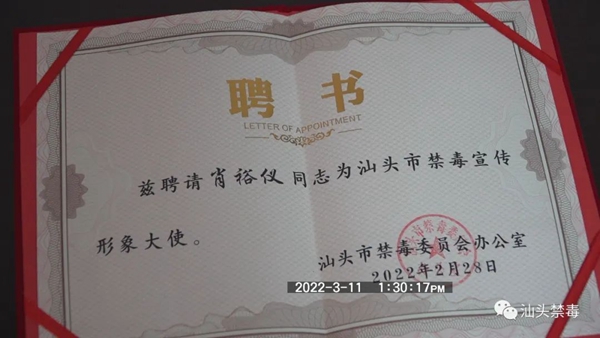 聘书
LETTER OF APPOINTMENT
兹聘请肖裕仪同志为汕头市禁毒宣传
形象大使。
汕头市禁毒委员会办公室
2022年2月28日
2022-3-11 1:30:17PM
汕头禁毒